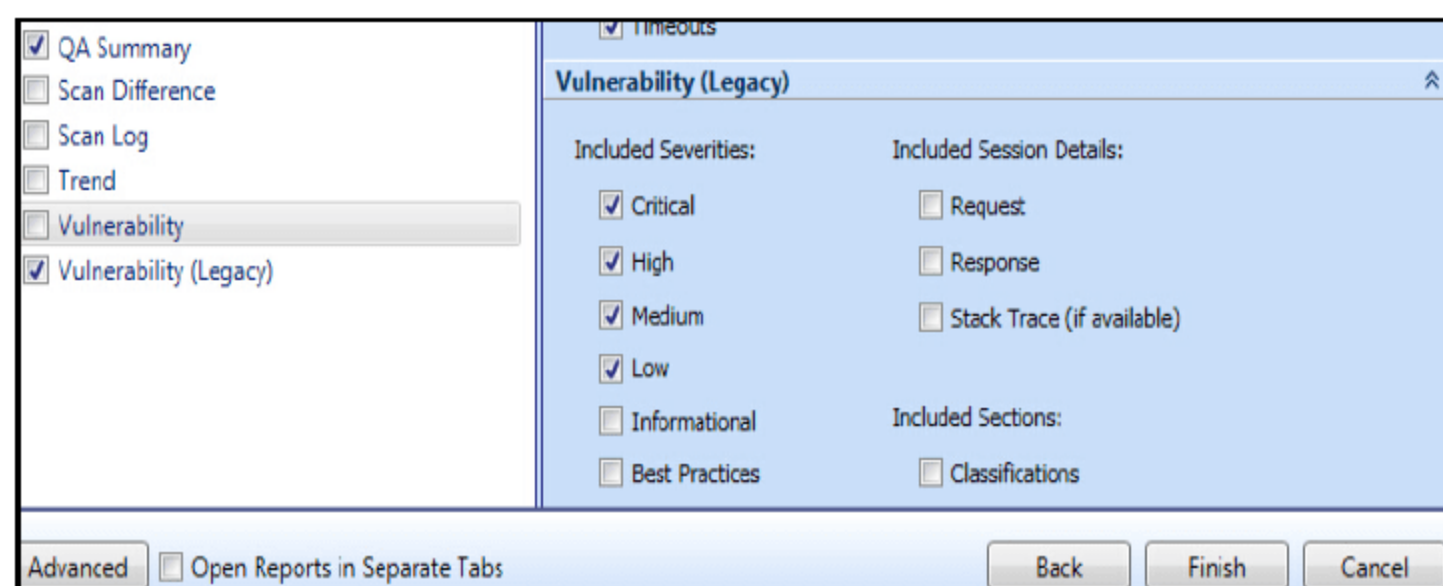 QA Summary
Scan Difference
Scan Log
Trend
Vulnerability
Vulnerability (Legacy)
Timeouts
Vulnerability (Legacy)
Included Severities:
Critical
High
Medium
Low
Informational
Best Practices
Included Session Details:
Request
Response
Stack Trace (if available)
Included Sections:
Classifications
Advanced
Open Reports in Separate Tabs
Back
Finish
Cancel